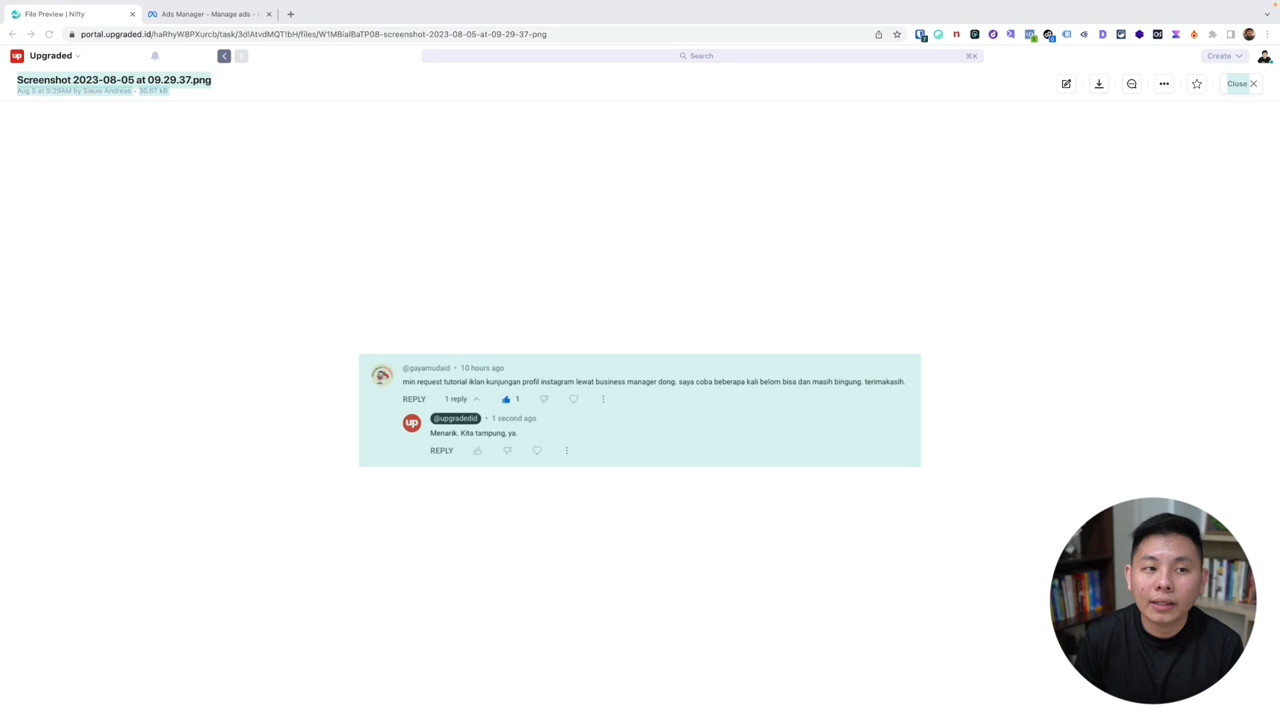 File Preview | Nifty
Ads Manager - Manage ads - C
portal.upgraded.id/haRhyW8PXurcb/task/3dlAtvdMQT!bH/files/W1MBialBaTP08-screenshot-2023-08-05-at-09-29-37-png
up Upgraded
Search
⌘K
Create
Screenshot 2023-08-05 at 09.29.37.png
Aug 5 at 9:29AM by Siauw Andreas - 30.67 kB
Close
@gayamudaid • 10 hours ago
min request tutorial iklan kunjungan profil instagram lewat business manager dong. saya coba beberapa kali belom bisa dan masih bingung. terimakasih.
REPLY 1 reply 1
up @upgradedid • 1 second ago
Menarik. Kita tampung, ya.
REPLY